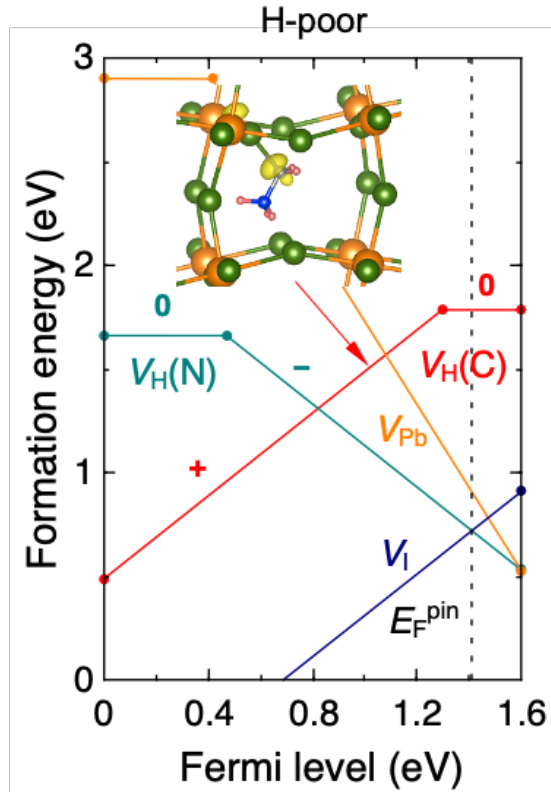 H-poor
Formation energy (eV)
3
2
1
0
0
0
V_H(N)
−
V_H(C)
V_Pb
+
V_I
E_F^pin
0
0.4
0.8
1.2
1.6
Fermi level (eV)